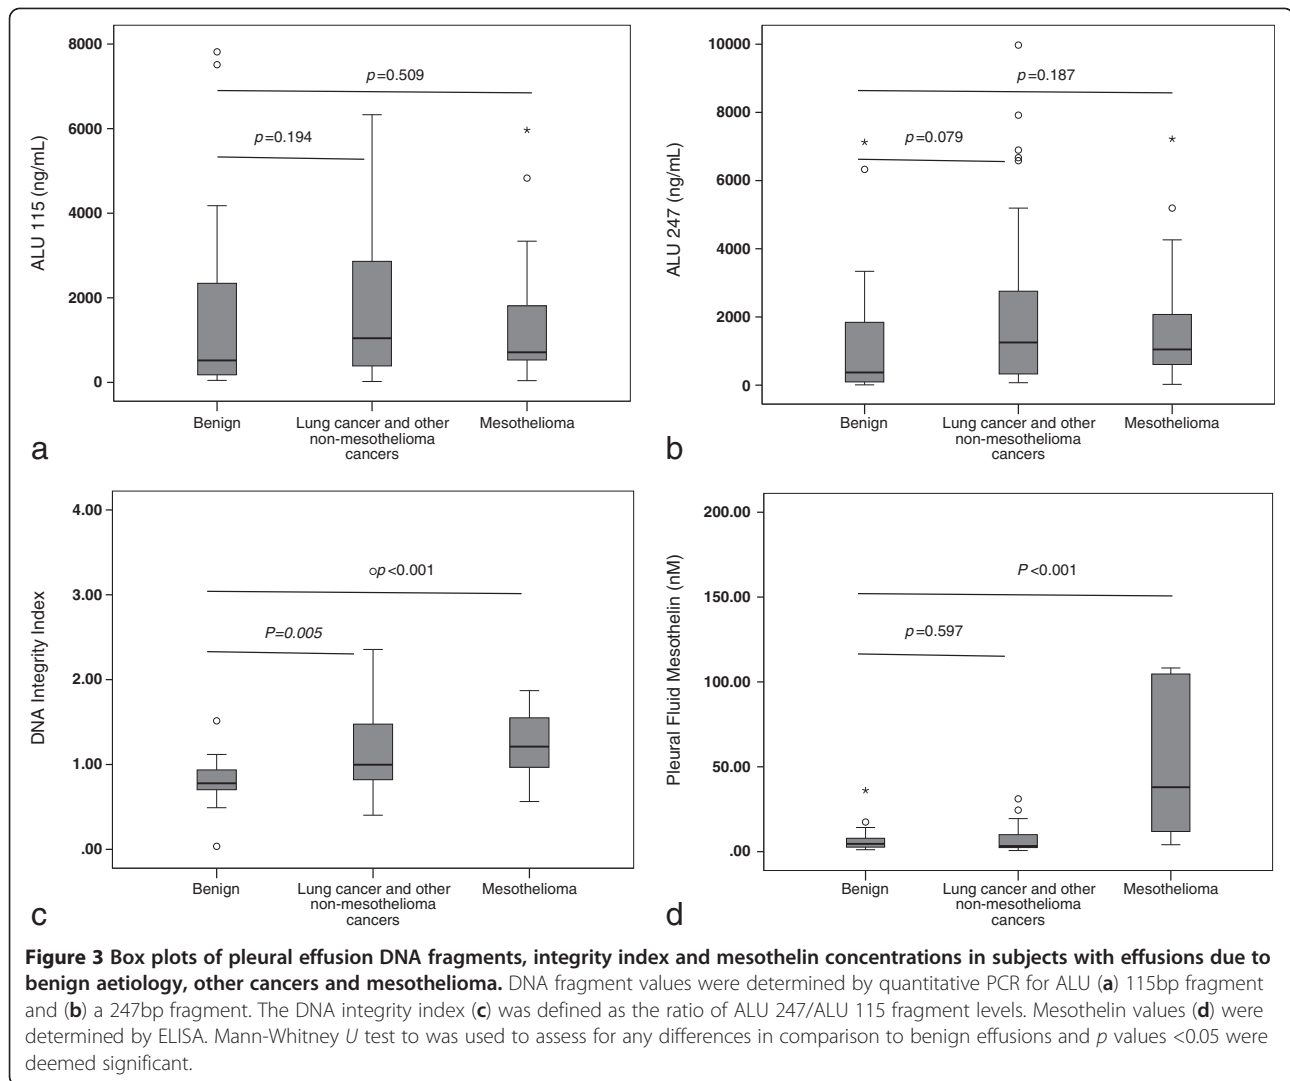 8000
6000
4000
2000
0
ALU 115 (ng/mL)
p=0.509
p=0.194
*
Benign
Lung cancer and other
non-mesothelioma
cancers
Mesothelioma
a
10000
8000
6000
4000
2000
0
ALU 247 (ng/mL)
p=0.187
p=0.079
*
*
Benign
Lung cancer and other
non-mesothelioma
cancers
Mesothelioma
b
4.00
3.00
2.00
1.00
.00
DNA Integrity Index
p<0.001
P=0.005
Benign
Lung cancer and other
non-mesothelioma
cancers
Mesothelioma
c
200.00
150.00
100.00
50.00
.00
Pleural Fluid Mesothelin (nM)
P<0.001
p=0.597
*
Benign
Lung cancer and other
non-mesothelioma
cancers
Mesothelioma
d
Figure 3 Box plots of pleural effusion DNA fragments, integrity index and mesothelin concentrations in subjects with effusions due to
benign aetiology, other cancers and mesothelioma. DNA fragment values were determined by quantitative PCR for ALU (a) 115bp fragment
and (b) a 247bp fragment. The DNA integrity index (c) was defined as the ratio of ALU 247/ALU 115 fragment levels. Mesothelin values (d) were
determined by ELISA. Mann-Whitney U test to was used to assess for any differences in comparison to benign effusions and p values <0.05 were
deemed significant.